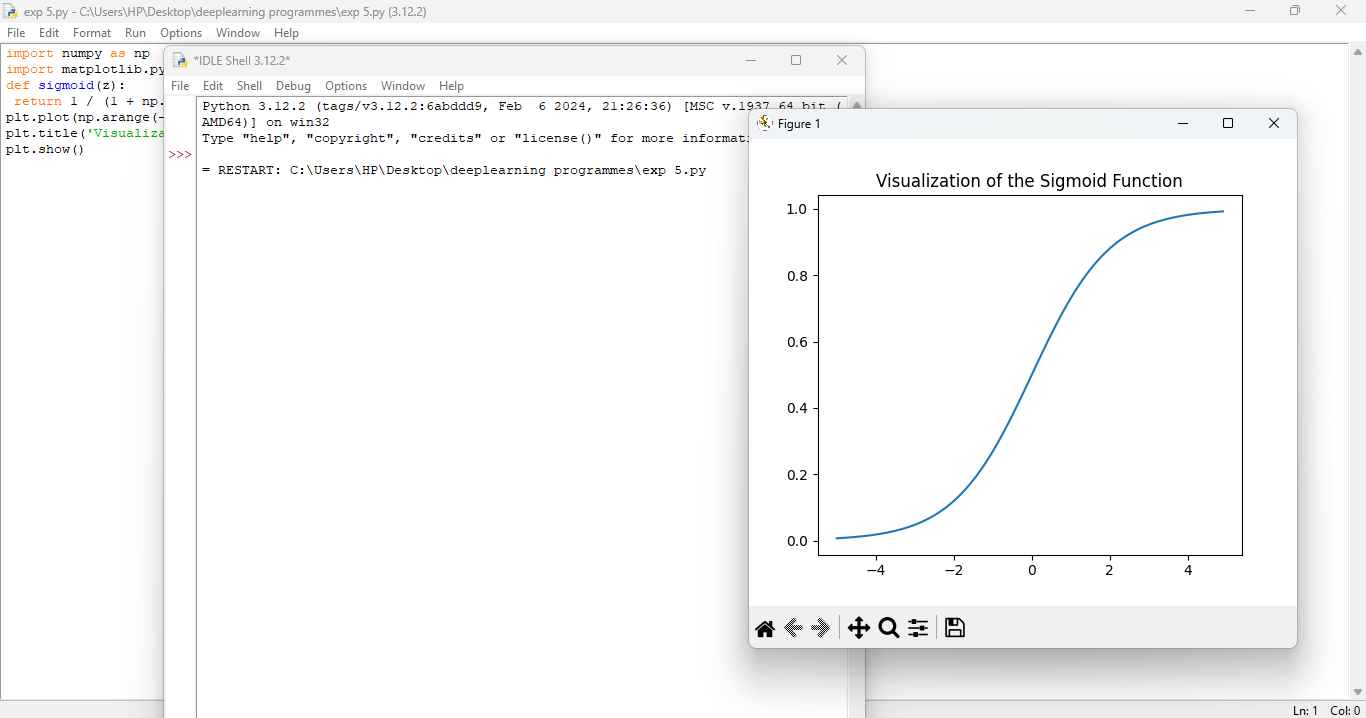 exp 5.py - C:\Users\HP\Desktop\deeplearning programmes\exp 5.py (3.12.2)
File Edit Format Run Options Window Help
import numpy as np
import matplotlib.py
def sigmoid(z):
return 1 / (1 + np.
plt.plot(np.arange(-
plt.title('Visualiza
plt.show()
*IDLE Shell 3.12.2*
File Edit Shell Debug Options Window Help
Python 3.12.2 (tags/v3.12.2:6abddd9, Feb 6 2024, 21:26:36) [MSC v.1937 64 bit (
AMD64)] on win32
Type "help", "copyright", "credits" or "license()" for more informati
>>>
= RESTART: C:\Users\HP\Desktop\deeplearning programmes\exp 5.py
Figure 1
Visualization of the Sigmoid Function
1.0
0.8
0.6
0.4
0.2
0.0
−4 −2 0 2 4
Ln: 1 Col: 0